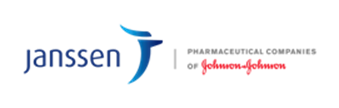 janssen
PHARMACEUTICAL COMPANIES
OF Johnson & Johnson